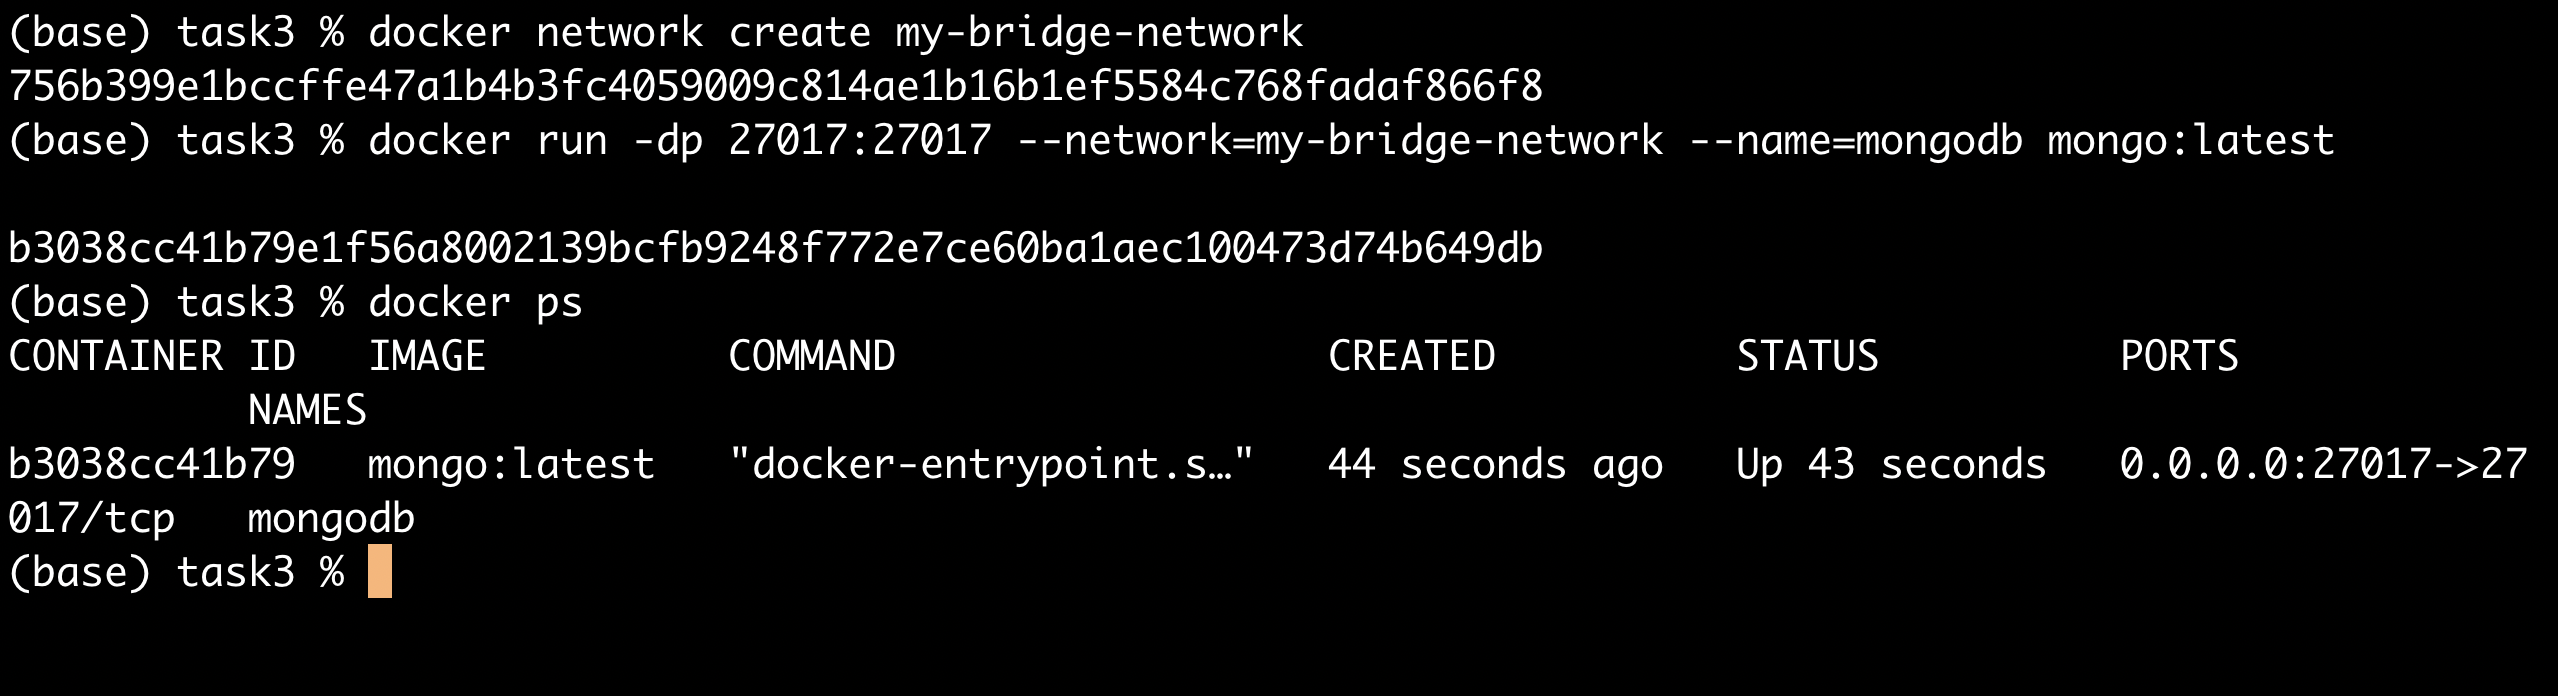 (base) task3 % docker network create my-bridge-network
756b399e1bccffe47a1b4b3fc4059009c814ae1b16b1ef5584c768fadaf866f8
(base) task3 % docker run -dp 27017:27017 --network=my-bridge-network --name=mongodb mongo:latest
b3038cc41b79e1f56a8002139bcfb9248f772e7ce60ba1aec100473d74b649db
(base) task3 % docker ps
CONTAINER ID   IMAGE          COMMAND                  CREATED          STATUS          PORTS
          NAMES
b3038cc41b79   mongo:latest   "docker-entrypoint.s…"   44 seconds ago   Up 43 seconds   0.0.0.0:27017->27
017/tcp   mongodb
(base) task3 %